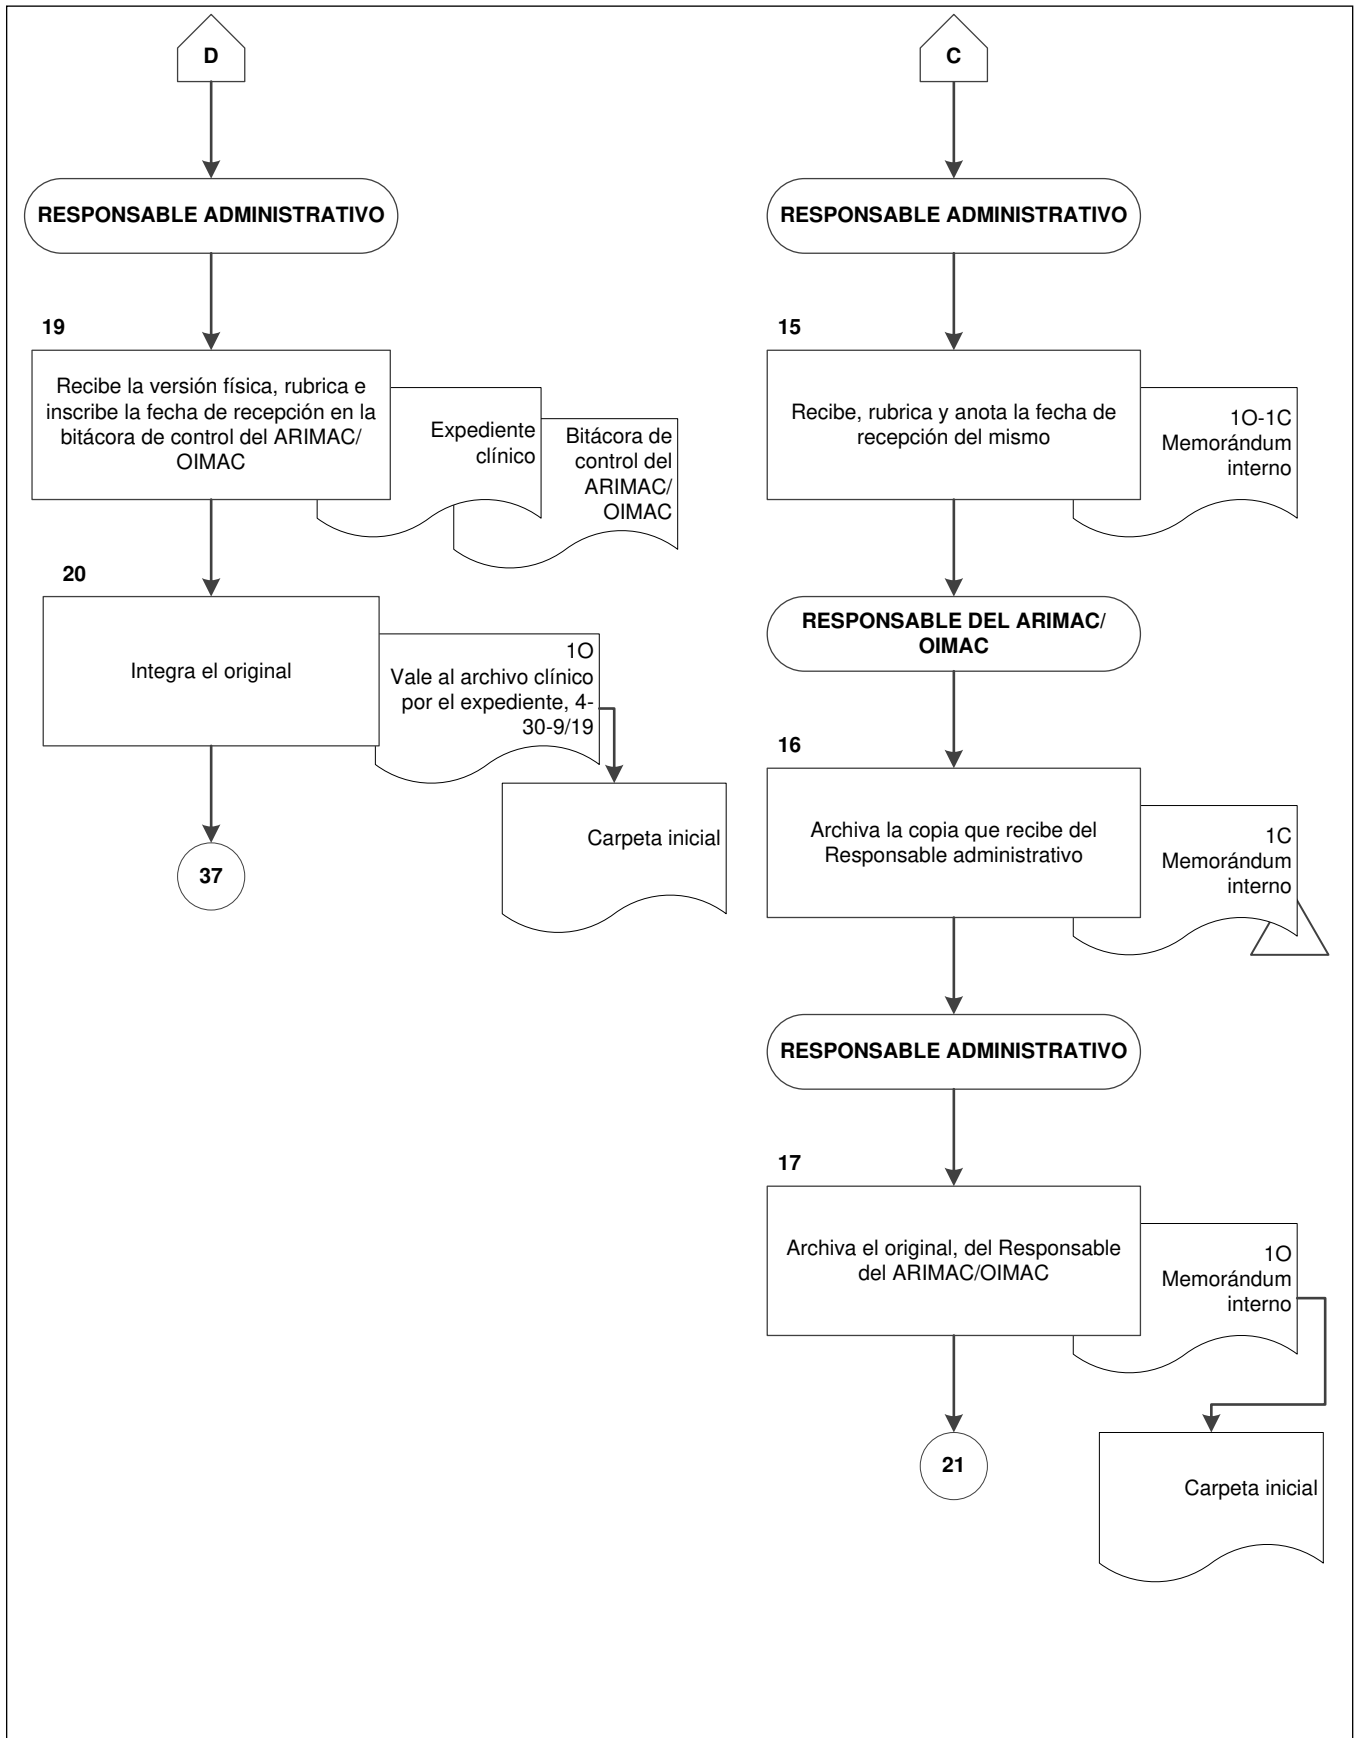 D
RESPONSABLE ADMINISTRATIVO
19
Recibe la versión física, rubrica e
inscribe la fecha de recepción en la
bitácora de control del ARIMAC/
OIMAC
Expediente
clínico
Bitácora de
control del
ARIMAC/
OIMAC
20
Integra el original
1O
Vale al archivo clínico
por el expediente, 4-
30-9/19
Carpeta inicial
37
C
RESPONSABLE ADMINISTRATIVO
15
Recibe, rubrica y anota la fecha de
recepción del mismo
1O-1C
Memorándum
interno
RESPONSABLE DEL ARIMAC/
OIMAC
16
Archiva la copia que recibe del
Responsable administrativo
1C
Memorándum
interno
RESPONSABLE ADMINISTRATIVO
17
Archiva el original, del Responsable
del ARIMAC/OIMAC
1O
Memorándum
interno
21
Carpeta inicial